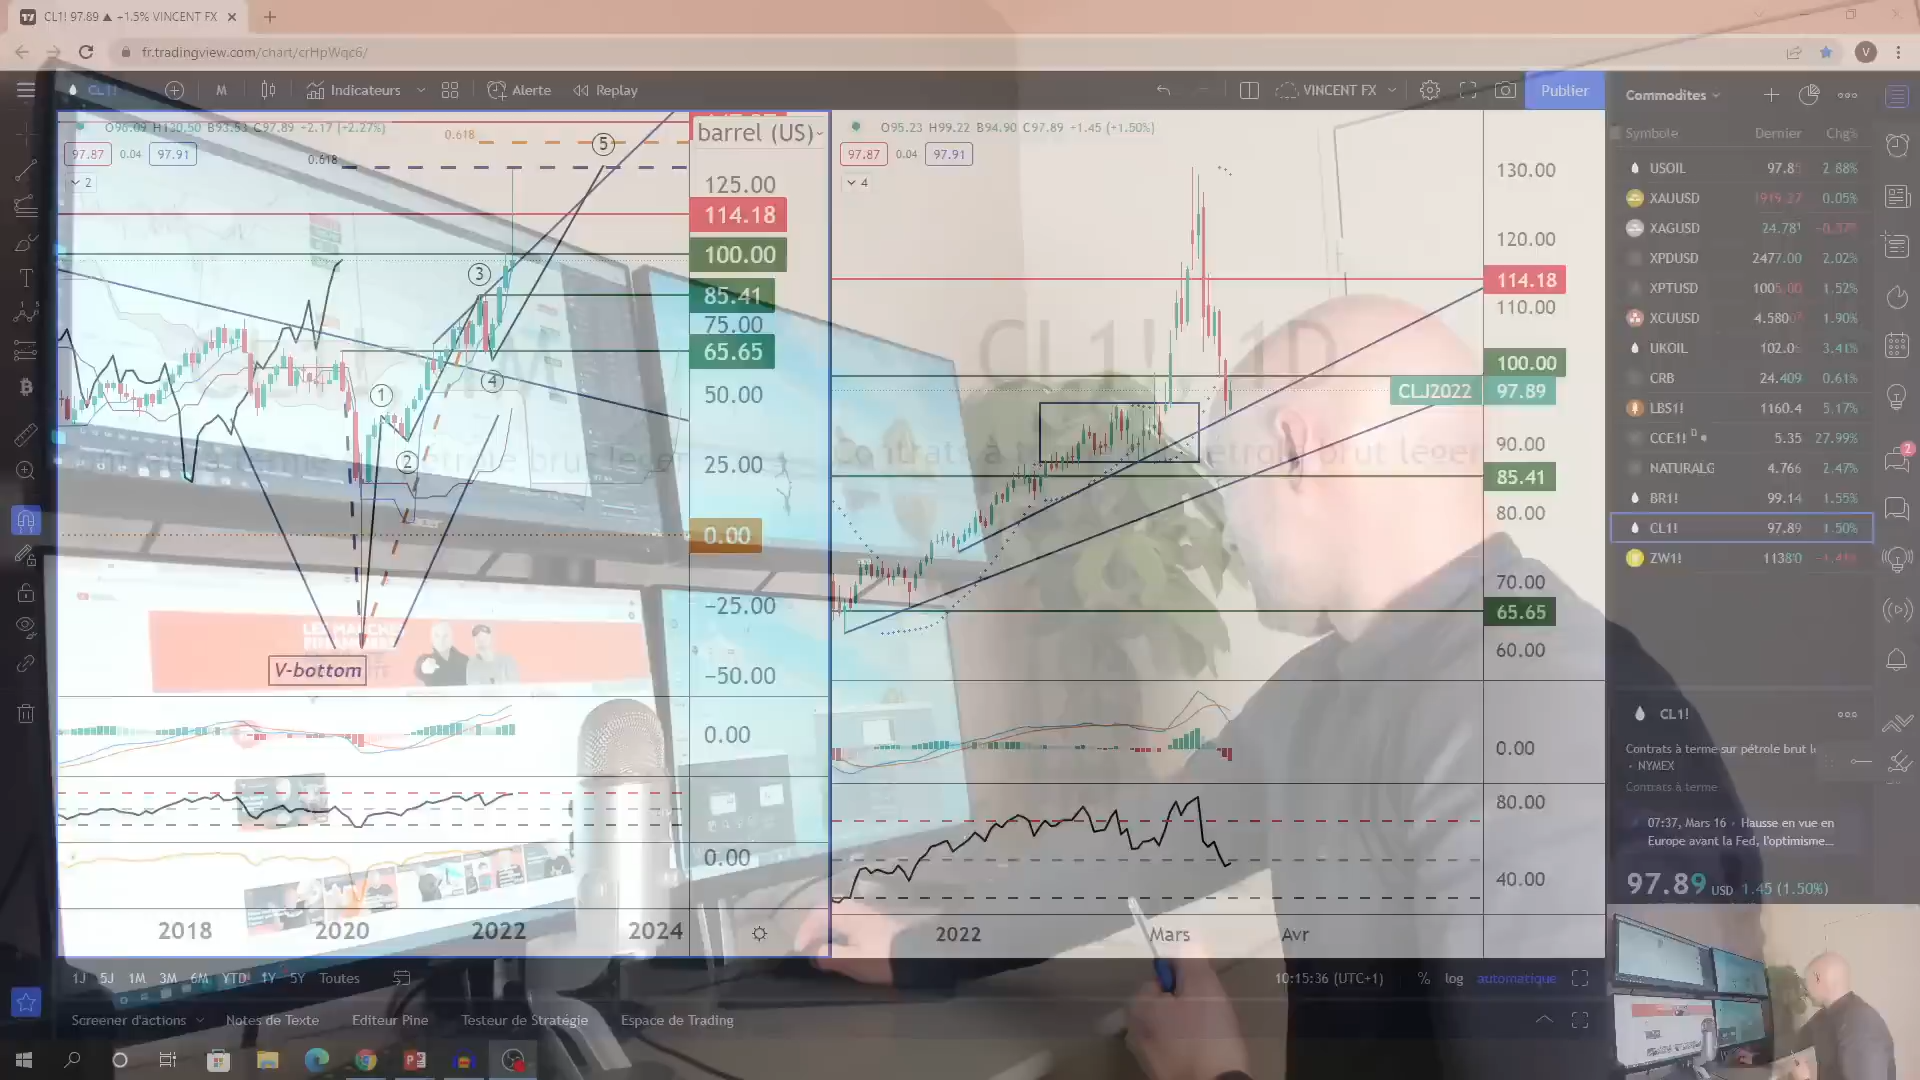 CL1! 97.89 ▲ +1.5% VINCENT FX
fr.tradingview.com/chart/crHpWqc6/
CL1!
M
Indicateurs
Alerte
Replay
VINCENT FX
Publier
O96.09 H130.50 B93.53 C97.89 +2.17 (+2.27%)
97.87
0.04
97.91
2
0.618
0.618
barrel (US)
125.00
114.18
100.00
85.41
75.00
65.65
50.00
25.00
0.00
−25.00
−50.00
0.00
0.00
1
2
3
4
5
V-bottom
2018
2020
2022
2024
O95.23 H99.22 B94.90 C97.89 +1.45 (+1.50%)
97.87
0.04
97.91
4
CL1! 1D
Contrats à terme
pétrole brut léger
130.00
120.00
114.18
110.00
100.00
CLJ2022
97.89
90.00
85.41
80.00
70.00
65.65
60.00
0.00
80.00
40.00
2022
Mars
Avr
Commodites
Symbole
Dernier
Chg%
USOIL
2.88%
XAUUSD
1919.27
0.05%
XAGUSD
24.781
-0.37%
XPDUSD
2477.00
2.02%
XPTUSD
1005.00
1.52%
XCUUSD
1.90%
UKOIL
3.41%
CRB
24.409
0.61%
LBS1!
1160.4
5.17%
CCE1! D
5.35
27.99%
NATURALG
4.766
2.47%
BR1!
99.14
1.55%
CL1!
97.89
1.50%
ZW1!
2
CL1!
Contrats à terme sur pétrole brut lé
· NYMEX
Contrats à terme
07:37, Mars 16 · Hausse en vue en
Europe avant la Fed, l'optimisme...
97.89 USD 1.45 (1.50%)
1J 5J 1M 3M 6M YTD 1Y 5Y Toutes
10:15:36 (UTC+1)
% log automatique
Screener d'actions
Notes de Texte
Editeur Pine
Testeur de Stratégie
Espace de Trading
V